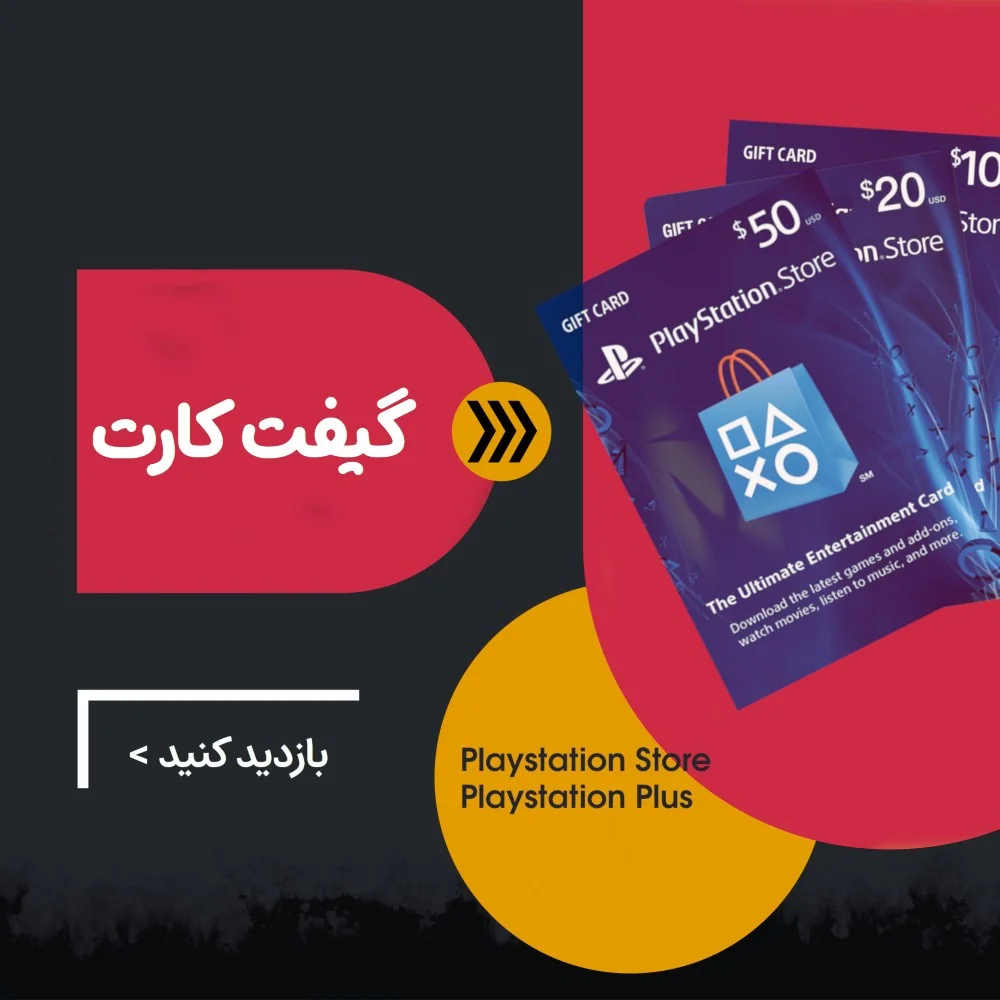 GIFT CARD
$10
Stor
GIFT
$20 USD
n.Store
$50 USD
GIFT CARD
PlayStation.Store
SM
The Ultimate Entertainment Card
Download the latest games and add-ons,
watch movies, listen to music, and more.
گیفت کارت
بازدید کنید >
Playstation Store
Playstation Plus